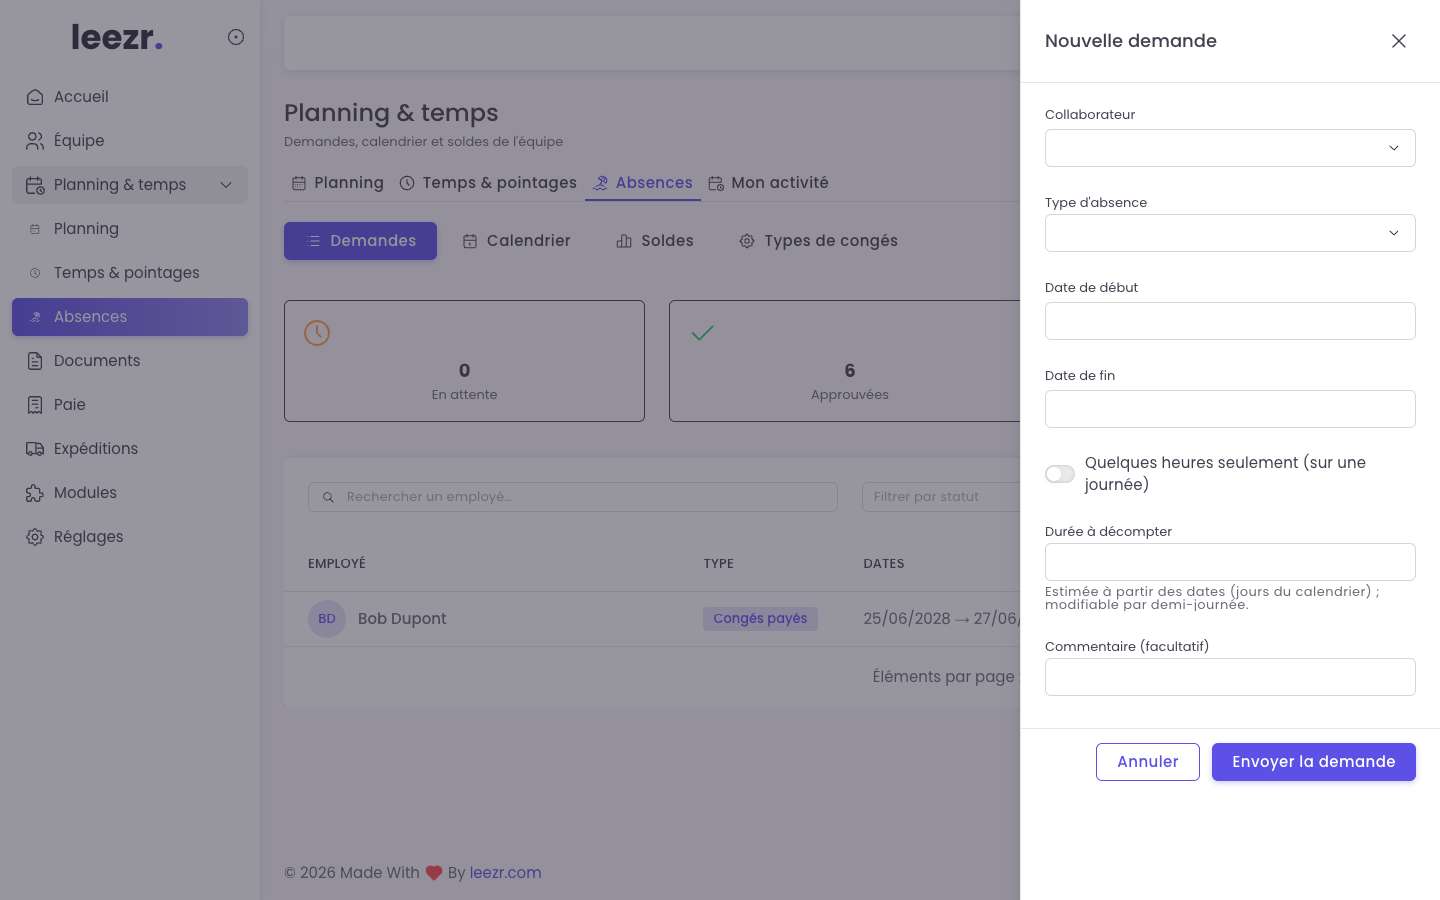 leezr.
Accueil
Équipe
Planning & temps
Planning
Temps & pointages
Absences
Documents
Paie
Expéditions
Modules
Réglages
Planning & temps
Demandes, calendrier et soldes de l'équipe
Planning Temps & pointages Absences Mon activité
Demandes Calendrier Soldes Types de congés
0
En attente
6
Approuvées
Rechercher un employé...
Filtrer par statut
EMPLOYÉ TYPE DATES
BD Bob Dupont Congés payés 25/06/2028 → 27/06/
Éléments par page
© 2026 Made With By leezr.com
Nouvelle demande
Collaborateur
Type d'absence
Date de début
Date de fin
Quelques heures seulement (sur une
journée)
Durée à décompter
Estimée à partir des dates (jours du calendrier) ;
modifiable par demi-journée.
Commentaire (facultatif)
Annuler Envoyer la demande